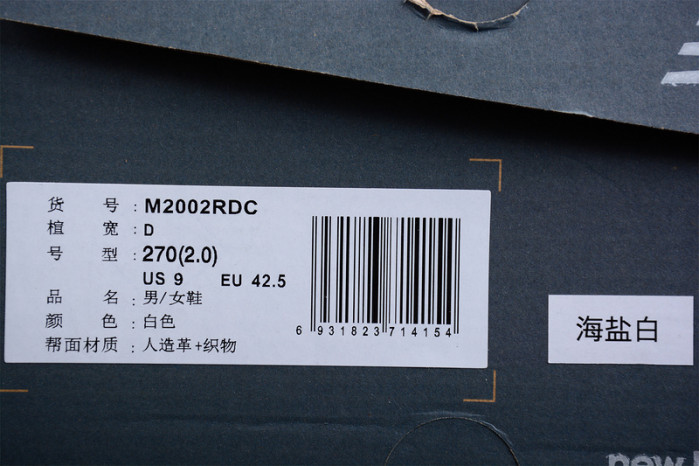 货 号 : M2002RDC
楦 宽 : D
号 型 : 270(2.0)
US 9 EU 42.5
品 名 : 男/女鞋
颜 色 : 白色
帮面材质 : 人造革+织物
6 931823 714154
海盐白
new